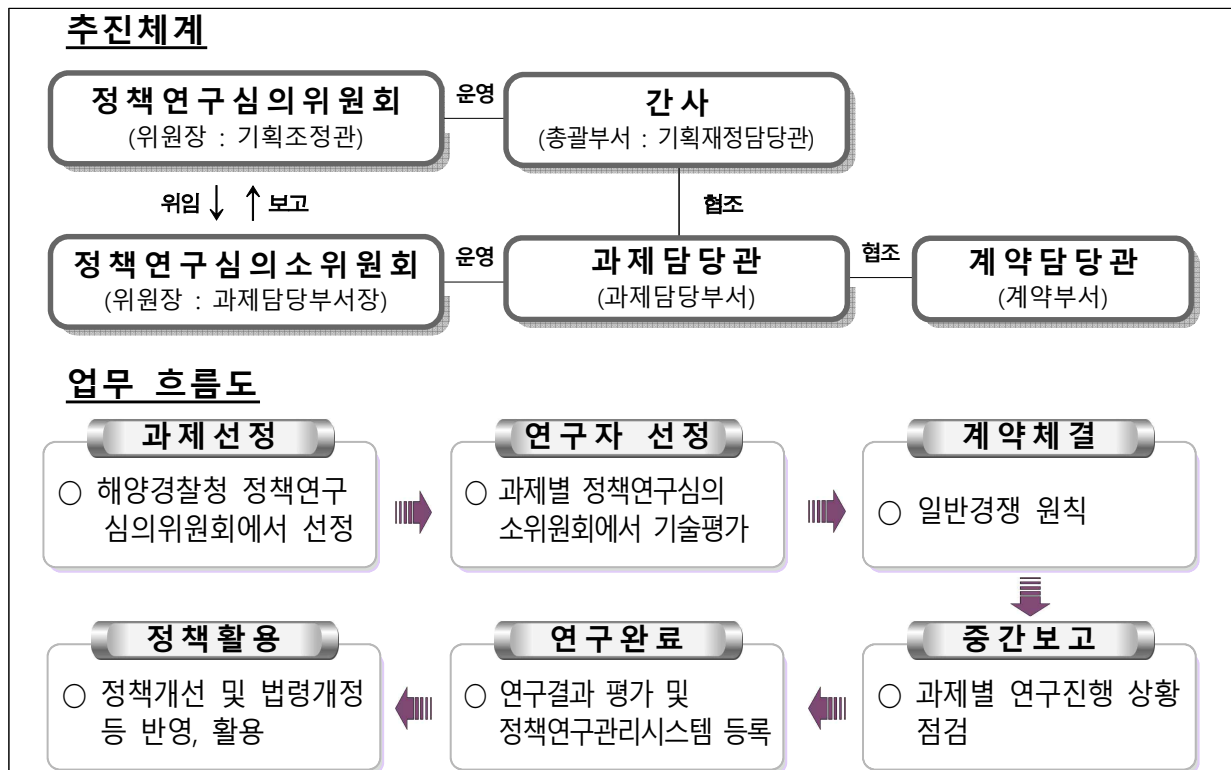 추진체계
정책연구심의위원회
(위원장 : 기획조정관)
운영
간사
(총괄부서 : 기획재정담당관)
위임
보고
협조
정책연구심의소위원회
(위원장 : 과제담당부서장)
운영
과제담당관
(과제담당부서)
협조
계약담당관
(계약부서)
업무 흐름도
과제선정
○ 해양경찰청 정책연구
심의위원회에서 선정
연구자 선정
○ 과제별 정책연구심의
소위원회에서 기술평가
계약체결
○ 일반경쟁 원칙
중간보고
○ 과제별 연구진행 상황
점검
연구완료
○ 연구결과 평가 및
정책연구관리시스템 등록
정책활용
○ 정책개선 및 법령개정
등 반영, 활용